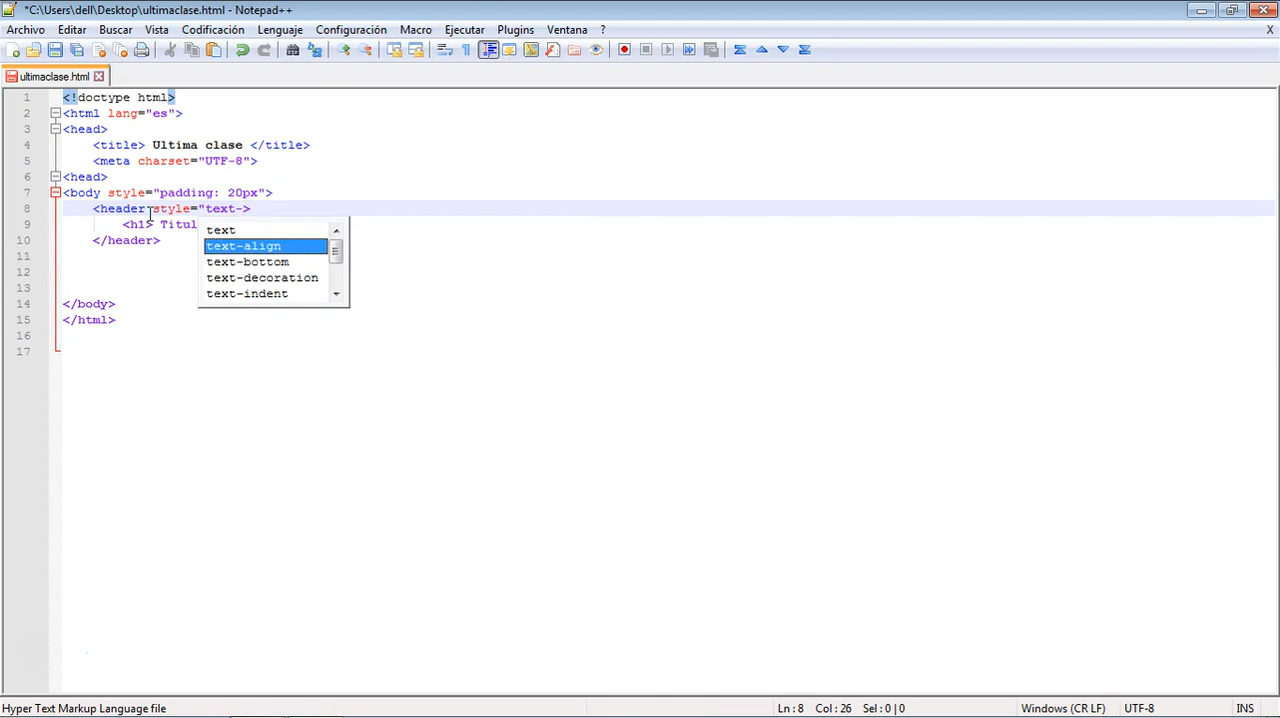 *C:\Users\dell\Desktop\ultimaclase.html - Notepad++
Archivo Editar Buscar Vista Codificación Lenguaje Configuración Macro Ejecutar Plugins Ventana ? X
ultimaclase.html
1 <!doctype html>
2 <html lang="es">
3 <head>
4 <title> Ultima clase </title>
5 <meta charset="UTF-8">
6 <head>
7 <body style="padding: 20px">
8 <header style="text->
9 <h1> Titul
10 </header>
11
12
13
14 </body>
15 </html>
16
17
text
text-align
text-bottom
text-decoration
text-indent
Hyper Text Markup Language file Ln : 8 Col : 26 Sel : 0 | 0 Windows (CR LF) UTF-8 INS